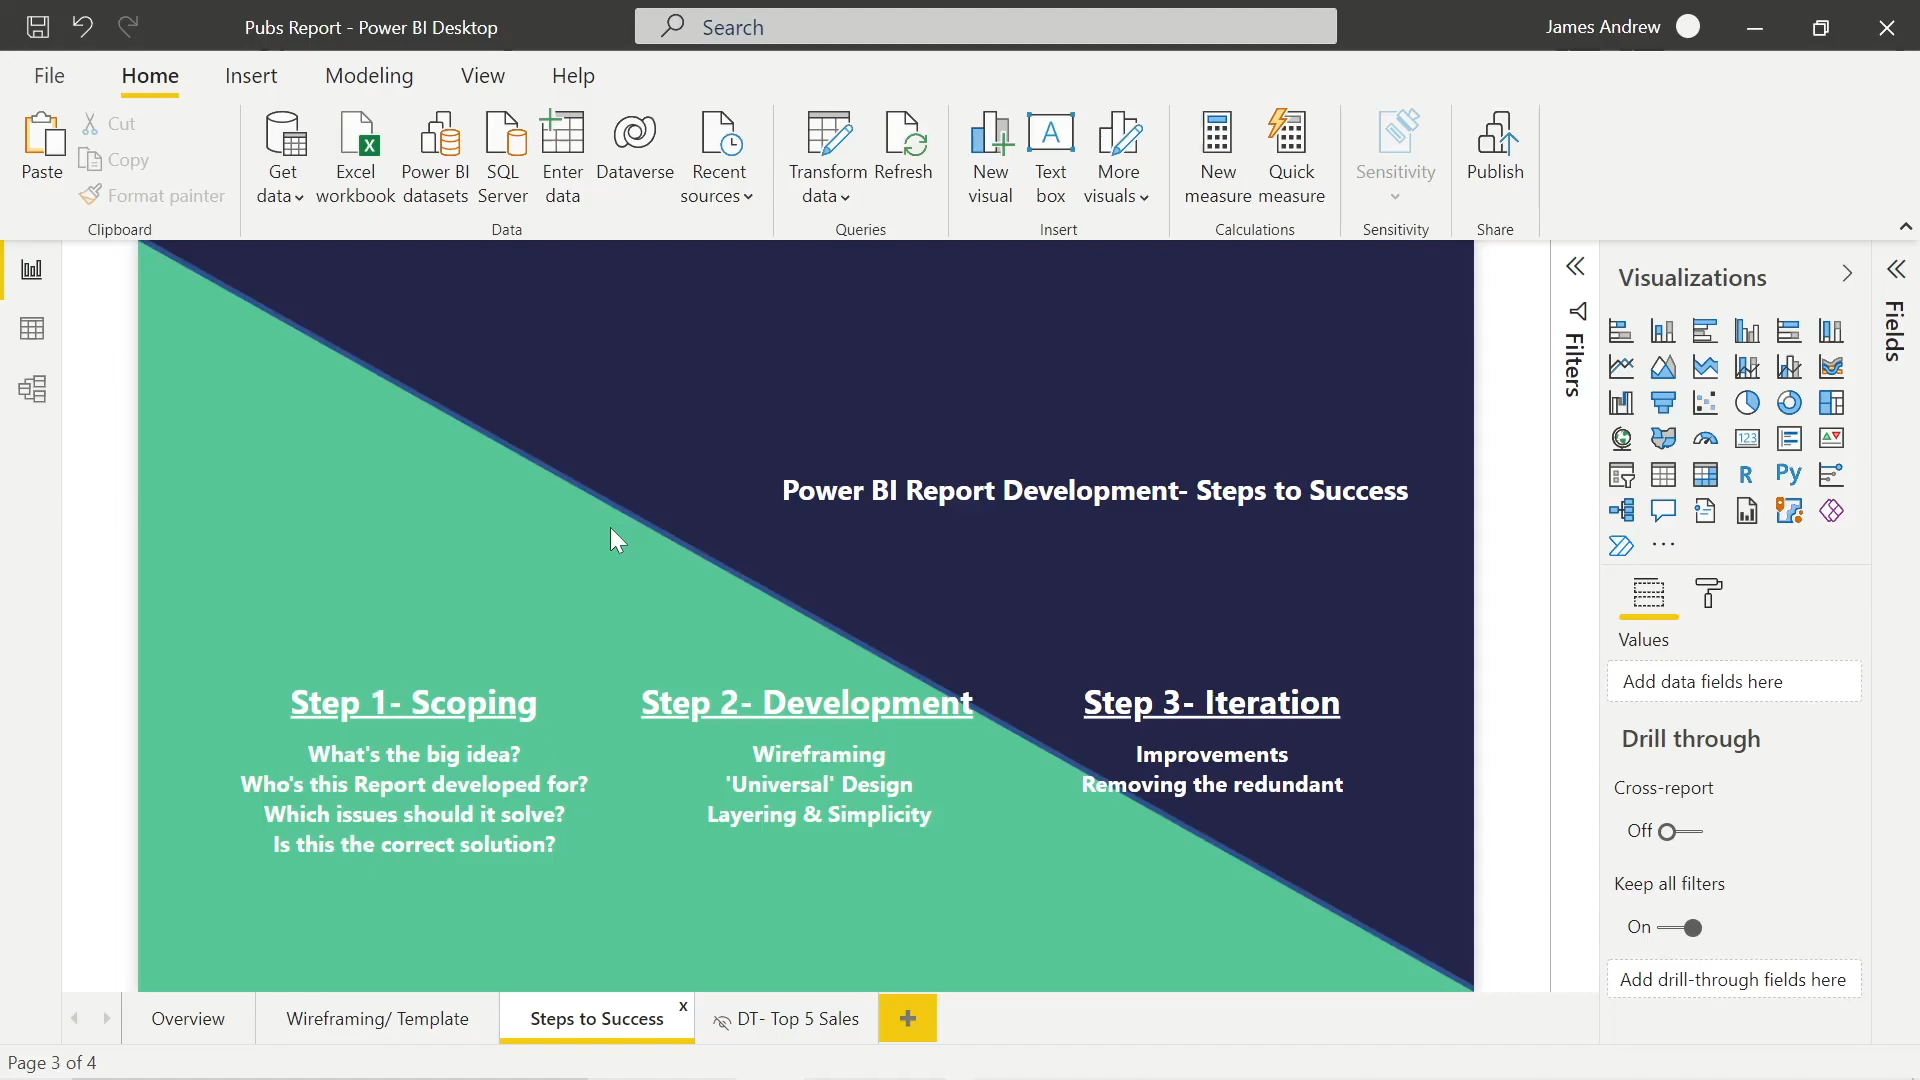 Pubs Report - Power BI Desktop
Search
James Andrew
File
Home
Insert
Modeling
View
Help
Paste
Cut
Copy
Format painter
Clipboard
Get
data
Excel
workbook
Power BI
datasets
SQL
Server
Enter
data
Dataverse
Recent
sources
Data
Transform
data
Refresh
Queries
New
visual
A
Text
box
More
visuals
Insert
New
measure
Quick
measure
Calculations
Sensitivity
Sensitivity
Publish
Share
Power BI Report Development- Steps to Success
Step 1- Scoping
What's the big idea?
Who's this Report developed for?
Which issues should it solve?
Is this the correct solution?
Step 2- Development
Wireframing
'Universal' Design
Layering & Simplicity
Step 3- Iteration
Improvements
Removing the redundant
Filters
Visualizations
123
R
Py
Values
Add data fields here
Drill through
Cross-report
Off
Keep all filters
On
Add drill-through fields here
Fields
Overview
Wireframing/ Template
Steps to Success
x
DT- Top 5 Sales
+
Page 3 of 4